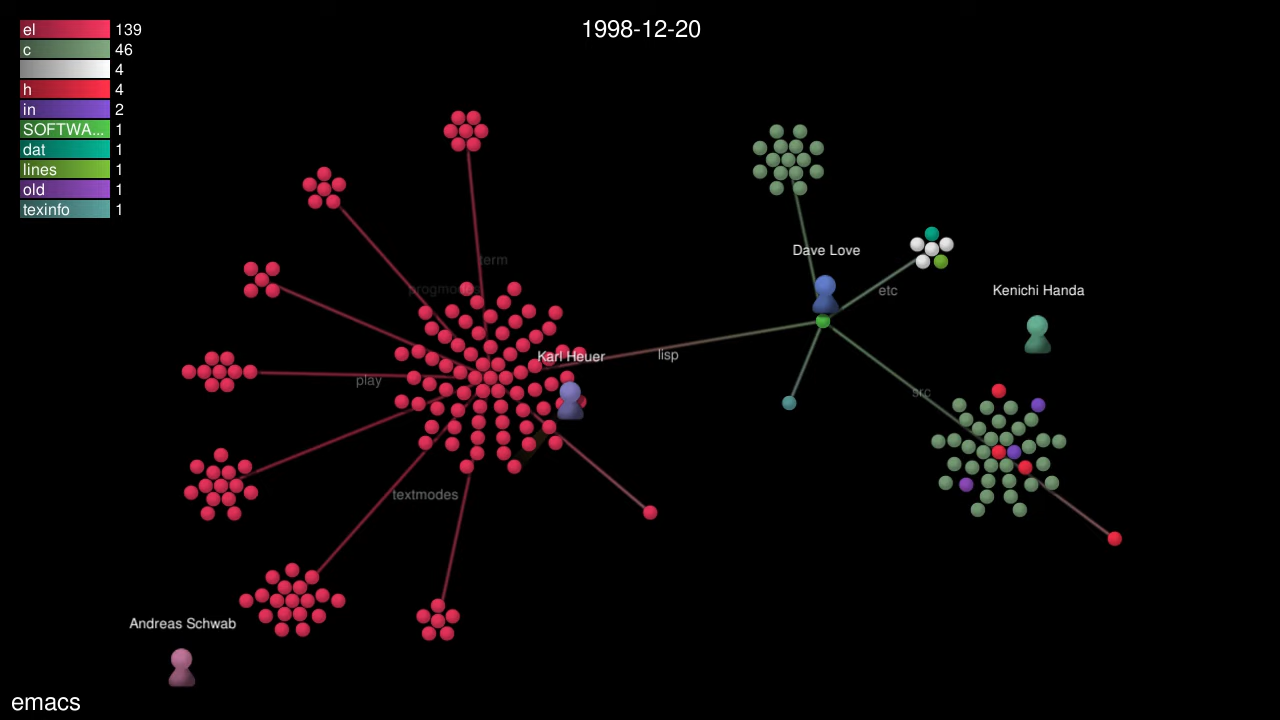 1998-12-20
el 139
c 46
4
h 4
in 2
SOFTWA... 1
dat 1
lines 1
old 1
texinfo 1
term
progmodes
Dave Love
etc
Kenichi Handa
Karl Heuer
lisp
play
src
textmodes
Andreas Schwab
emacs